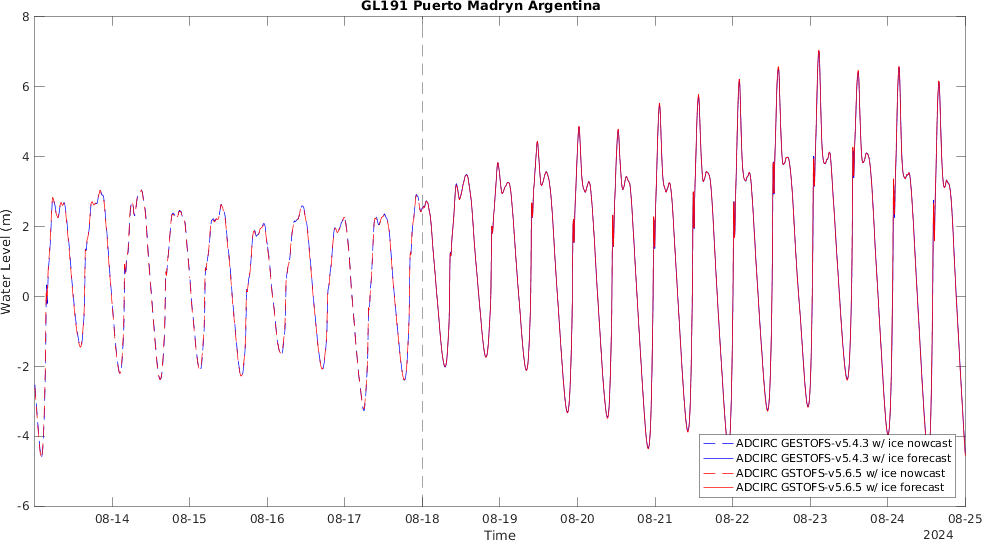 GL191 Puerto Madryn Argentina
8
6
4
2
0
-2
-4
-6
Water Level (m)
ADCIRC GESTOFS-v5.4.3 w/ ice nowcast
ADCIRC GESTOFS-v5.4.3 w/ ice forecast
ADCIRC GSTOFS-v5.6.5 w/ ice nowcast
ADCIRC GSTOFS-v5.6.5 w/ ice forecast
08-14 08-15 08-16 08-17 08-18 08-19 08-20 08-21 08-22 08-23 08-24 08-25
Time
2024